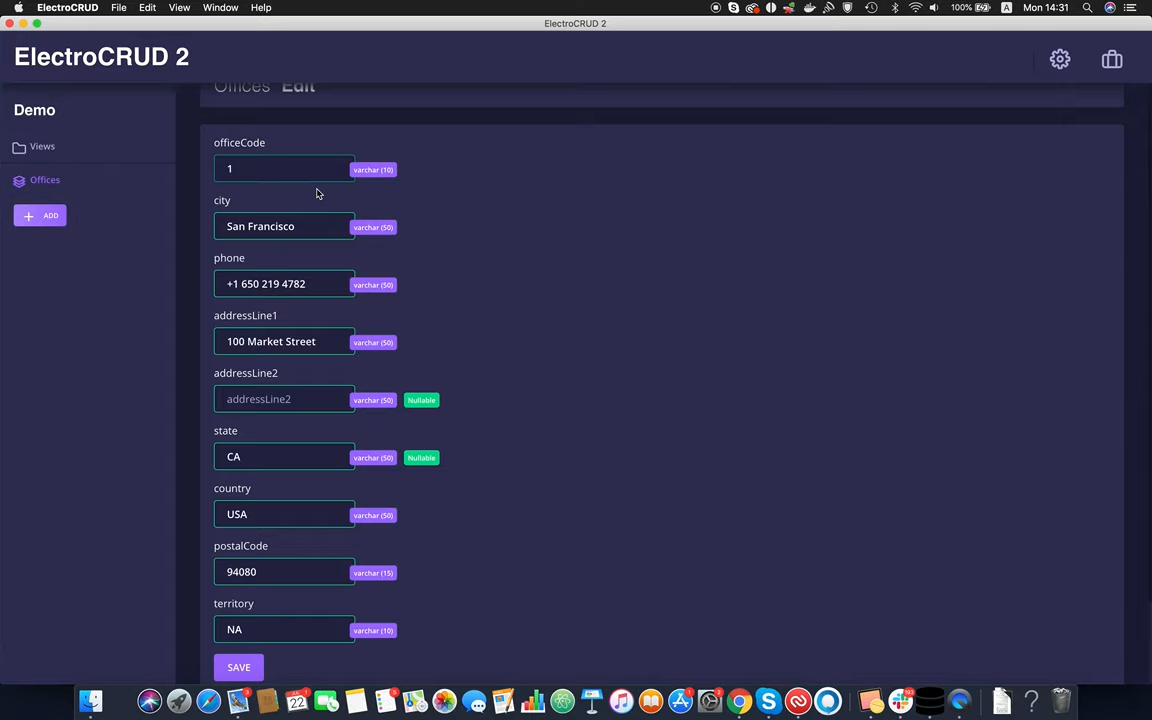 ElectroCRUD File Edit View Window Help 100% A Mon 14:31
ElectroCRUD 2
ElectroCRUD 2
Demo
Views
Offices
+ ADD
Offices Edit
officeCode
1 varchar (10)
city
San Francisco varchar (50)
phone
+1 650 219 4782 varchar (50)
addressLine1
100 Market Street varchar (50)
addressLine2
addressLine2 varchar (50) Nullable
state
CA varchar (50) Nullable
country
USA varchar (50)
postalCode
94080 varchar (15)
territory
NA varchar (10)
SAVE